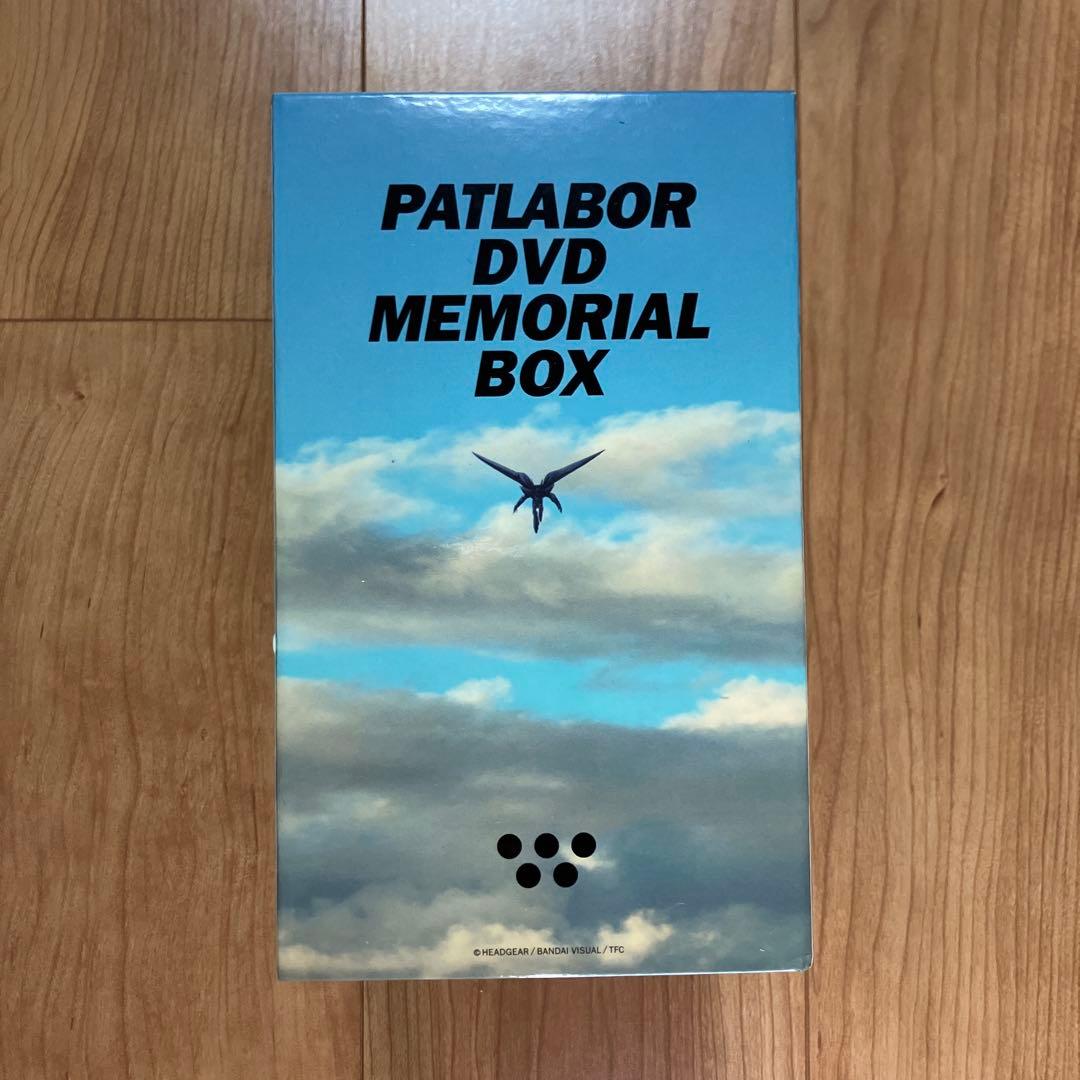 PATLABOR
DVD
MEMORIAL
BOX
© HEADGEAR / BANDAI VISUAL / TFC